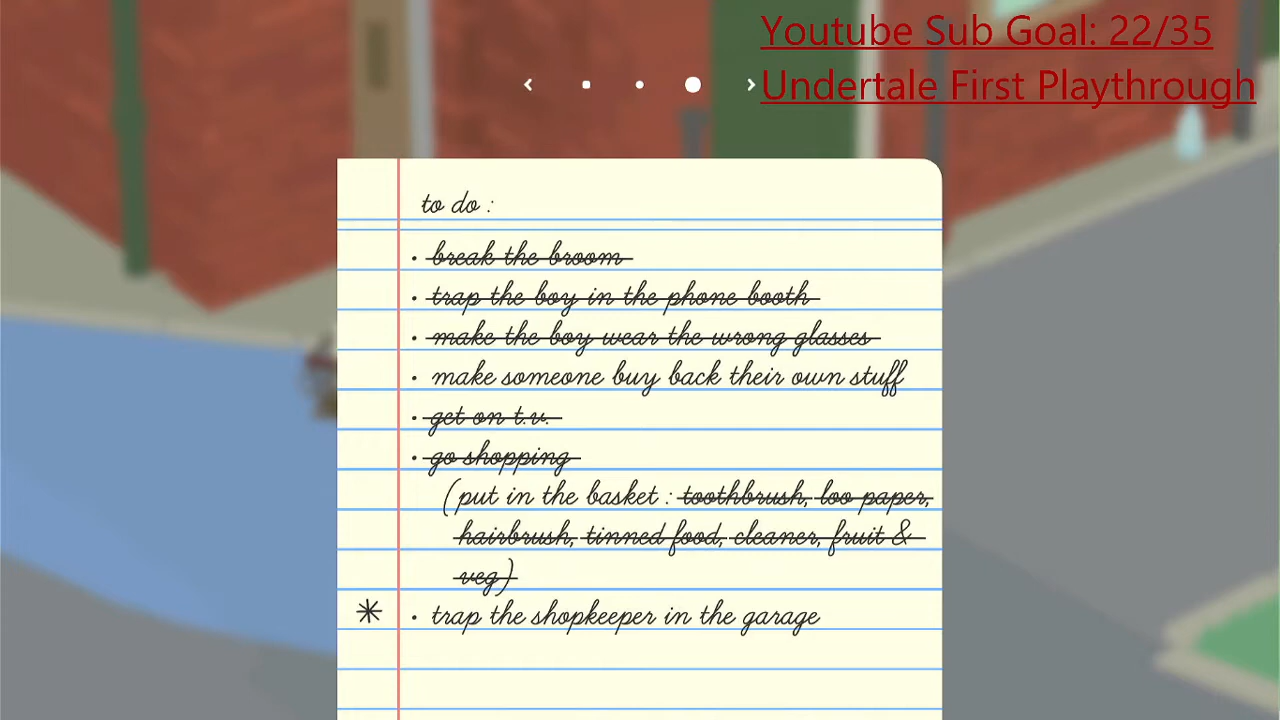 Youtube Sub Goal: 22/35
Undertale First Playthrough
to do :
• break the broom
• trap the boy in the phone booth
• make the boy wear the wrong glasses
• make someone buy back their own stuff
• get on t.v.
• go shopping
(put in the basket : toothbrush, loo paper,
hairbrush, tinned food, cleaner, fruit &
veg)
* • trap the shopkeeper in the garage